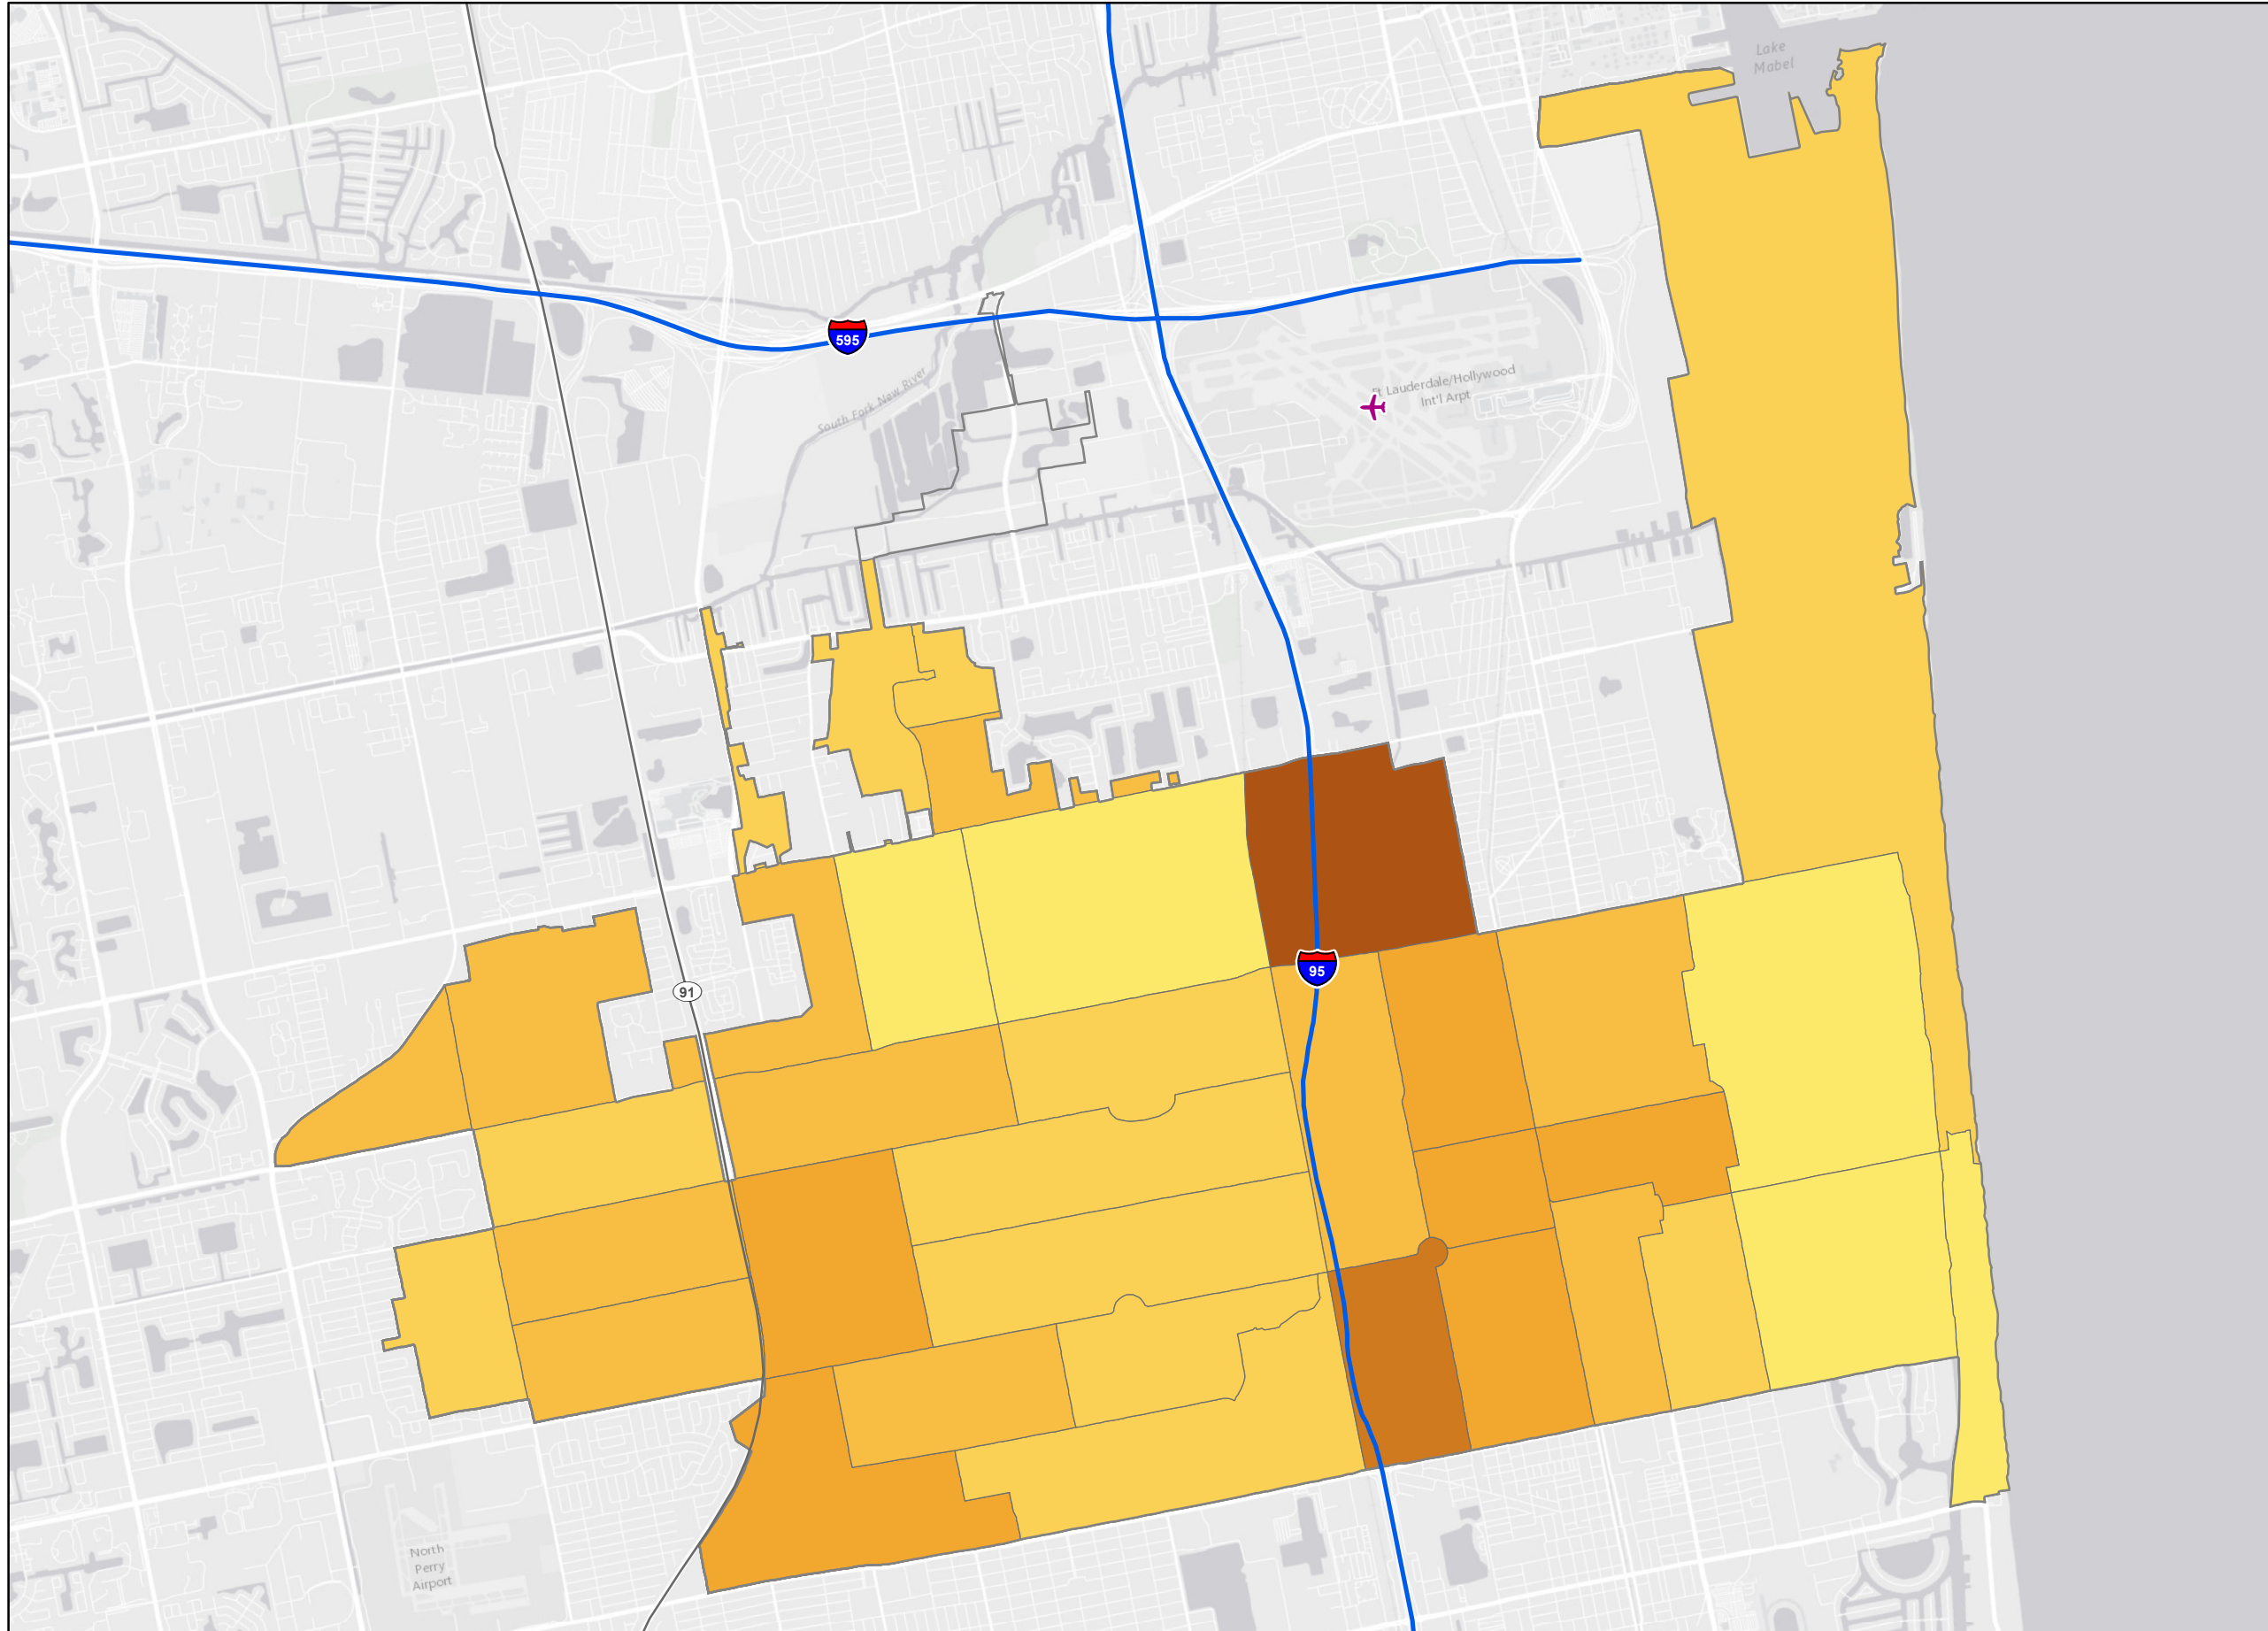 Lake
Mabel
595
Ft Lauderdale/Hollywood
Int'l Arpt
South Fork New River
95
91
North
Perry
Airport